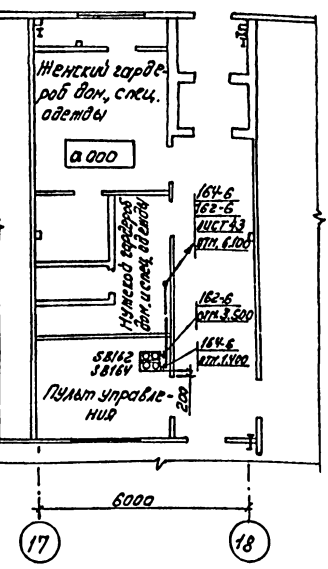 Женский гарде-
роб дом., спец.
одежды
0.000
Мужской гардероб
дом. и спец. одежды
164-6
162-6
лист 43
отм. 6.100
162-6
отм. 3.500
164-6
отм. 1.400
SB162
SB164
200
Пульт управле-
ния
6000
17
18